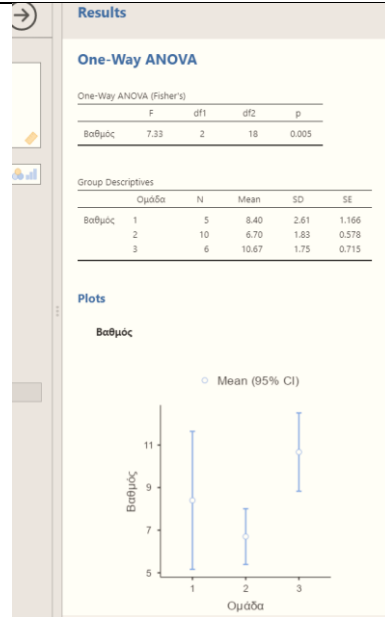 Results
One-Way ANOVA
One-Way ANOVA (Fisher's)
F df1 df2 p
Βαθμός 7.33 2 18 0.005
Group Descriptives
Ομάδα N Mean SD SE
Βαθμός 1 5 8.40 2.61 1.166
2 10 6.70 1.83 0.578
3 6 10.67 1.75 0.715
Plots
Βαθμός
Mean (95% CI)
Βαθμός
11
9
7
5
1 2 3
Ομάδα